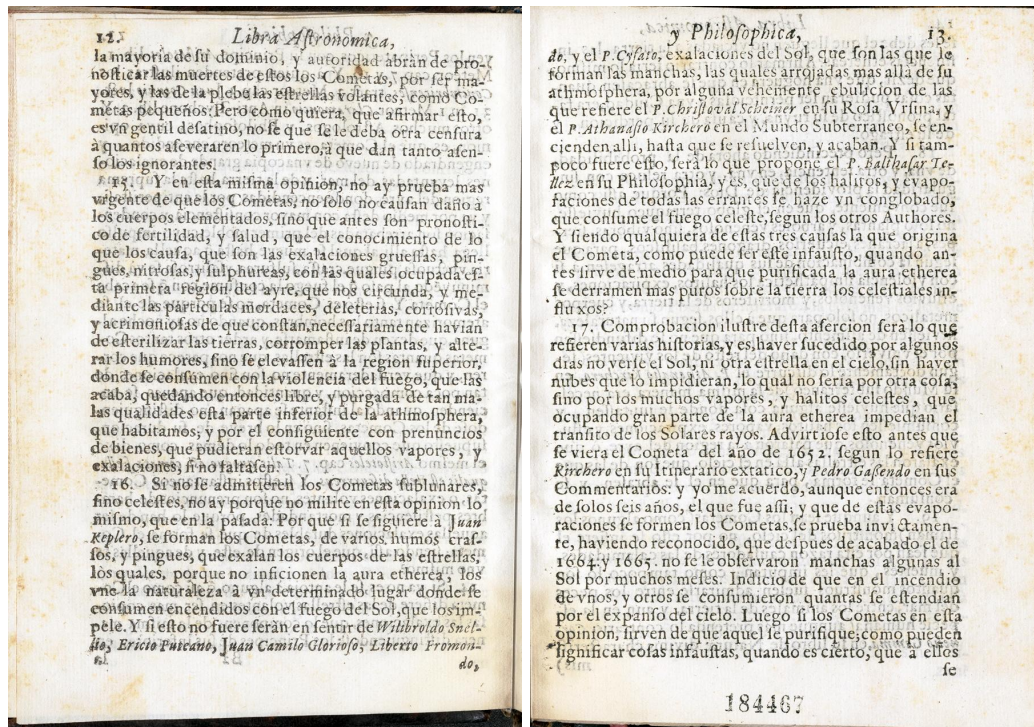 12. Libra Aſtronomica,
la mayoria de ſu dominio, y autoridad abràn de pro-
noſticar las muertes de eſtos los Cometas, por ſer ma-
yores, y las de la plebe las eſtrellas volantes, como Co-
metas pequeños: Pero como quiera, que afirmar eſto,
es vn gentil deſatino, no ſe que ſe le deba otra cenſura
à quantos aſeveraren lo primero, à que dan tanto aſen-
ſo los ignorantes.
15. Y en eſta miſma opinion, no ay prueba mas
vrgente de que los Cometas, no ſolo no cauſan daño à
los cuerpos elementados, ſino que antes ſon pronoſti-
co de fertilidad, y ſalud, que el conocimiento de lo
que los cauſa, que ſon las exalaciones grueſſas, pin-
gues, nitroſas, y ſulphureas, con las quales ocupada eſ-
ta primera region del ayre, que nos circunda, y me-
diante las particulas mordaces, deleterias, corroſivas,
y acrimonioſas de que conſtan, neceſſariamente havian
de eſterilizar las tierras, corromper las plantas, y alte-
rar los humores, ſino ſe elevaſſen à la region ſuperior,
donde ſe conſumen con la violencia del fuego, que las
acaba, quedando entonces libre, y purgada de tan ma-
las qualidades eſta parte inferior de la athmoſphera,
que habitamos; y por el conſiguiente con prenuncios
de bienes, que pudieran eſtorvar aquellos vapores, y
exalaciones, ſi no faltaſen.
16. Si no ſe admitieren los Cometas ſublunares,
ſino celeſtes, no ay porque no milite en eſta opinion lo
miſmo, que en la paſada: Por que ſi ſe ſiguiere à Juan
Keplero, ſe forman los Cometas, de varios humos craſ-
ſos, y pingues, que exàlan los cuerpos de las eſtrellas,
los quales, porque no inficionen la aura etherea, los
vne la naturaleza à vn determinado lugar donde ſe
conſumen encendidos con el fuego del Sol, que los im-
pele. Y ſi eſto no fuere ſeràn en ſentir de Wilebroldo Snel-
lio, Ericio Puteano, Juan Camilo Glorioſo, Liberto Fromon-
do,
y Philoſophica, 13.
do, y el P. Cyſato, exalaciones del Sol, que ſon las que le
forman las manchas, las quales arrojadas mas alla de ſu
athmoſphera, por alguna vehemente ebulicion de las
que refiere el P. Chriſtoval Scheiner en ſu Roſa Vrſina, y
el P. Athanaſio Kirchero en el Mundo Subterraneo, ſe en-
cienden alli, haſta que ſe reſuelven, y acaban. Y ſi tam-
poco fuere eſto, ſerà lo que propone el P. Balthaſar Te-
llez en ſu Philoſophia, y es, que de los halitos, y evapo-
raciones de todas las errantes ſe haze vn conglobado,
que conſume el fuego celeſte, ſegun los otros Authores.
Y ſiendo qualquiera de eſtas tres cauſas la que origina
el Cometa, como puede ſer eſte infauſto, quando an-
tes ſirve de medio para que purificada la aura etherea
ſe derramen mas puros ſobre la tierra los celeſtiales in-
fluxos?
17. Comprobacion iluſtre deſta aſercion ſerà lo que
refieren varias hiſtorias, y es, haver ſucedido por algunos
dias no verſe el Sol, ni otra eſtrella en el cielo, ſin haver
nubes que lo impidieran, lo qual no ſeria por otra coſa,
ſino por los muchos vapores, y halitos celeſtes, que
ocupando gran parte de la aura etherea impedian el
tranſito de los Solares rayos. Advirtioſe eſto antes que
ſe viera el Cometa del año de 1652. ſegun lo refiere
Kirchero en ſu Itinerario extatico, y Pedro Gaſſendo en ſus
Commentarios: y yo me acuerdo, aunque entonces era
de ſolos ſeis años, el que fue aſſi; y que de eſtas evapo-
raciones ſe formen los Cometas, ſe prueba invictamen-
te, haviendo reconocido, que deſpues de acabado el de
1664. y 1665. no ſe le obſervaron manchas algunas al
Sol por muchos meſes. Indicio de que en el incendio
de vnos, y otros ſe conſumieron quantas ſe eſtendian
por el expanſo del cielo. Luego ſi los Cometas en eſta
opinion, ſirven de que aquel ſe purifique, como pueden
ſignificar coſas infauſtas, quando es cierto, que a ellos
ſe
184467